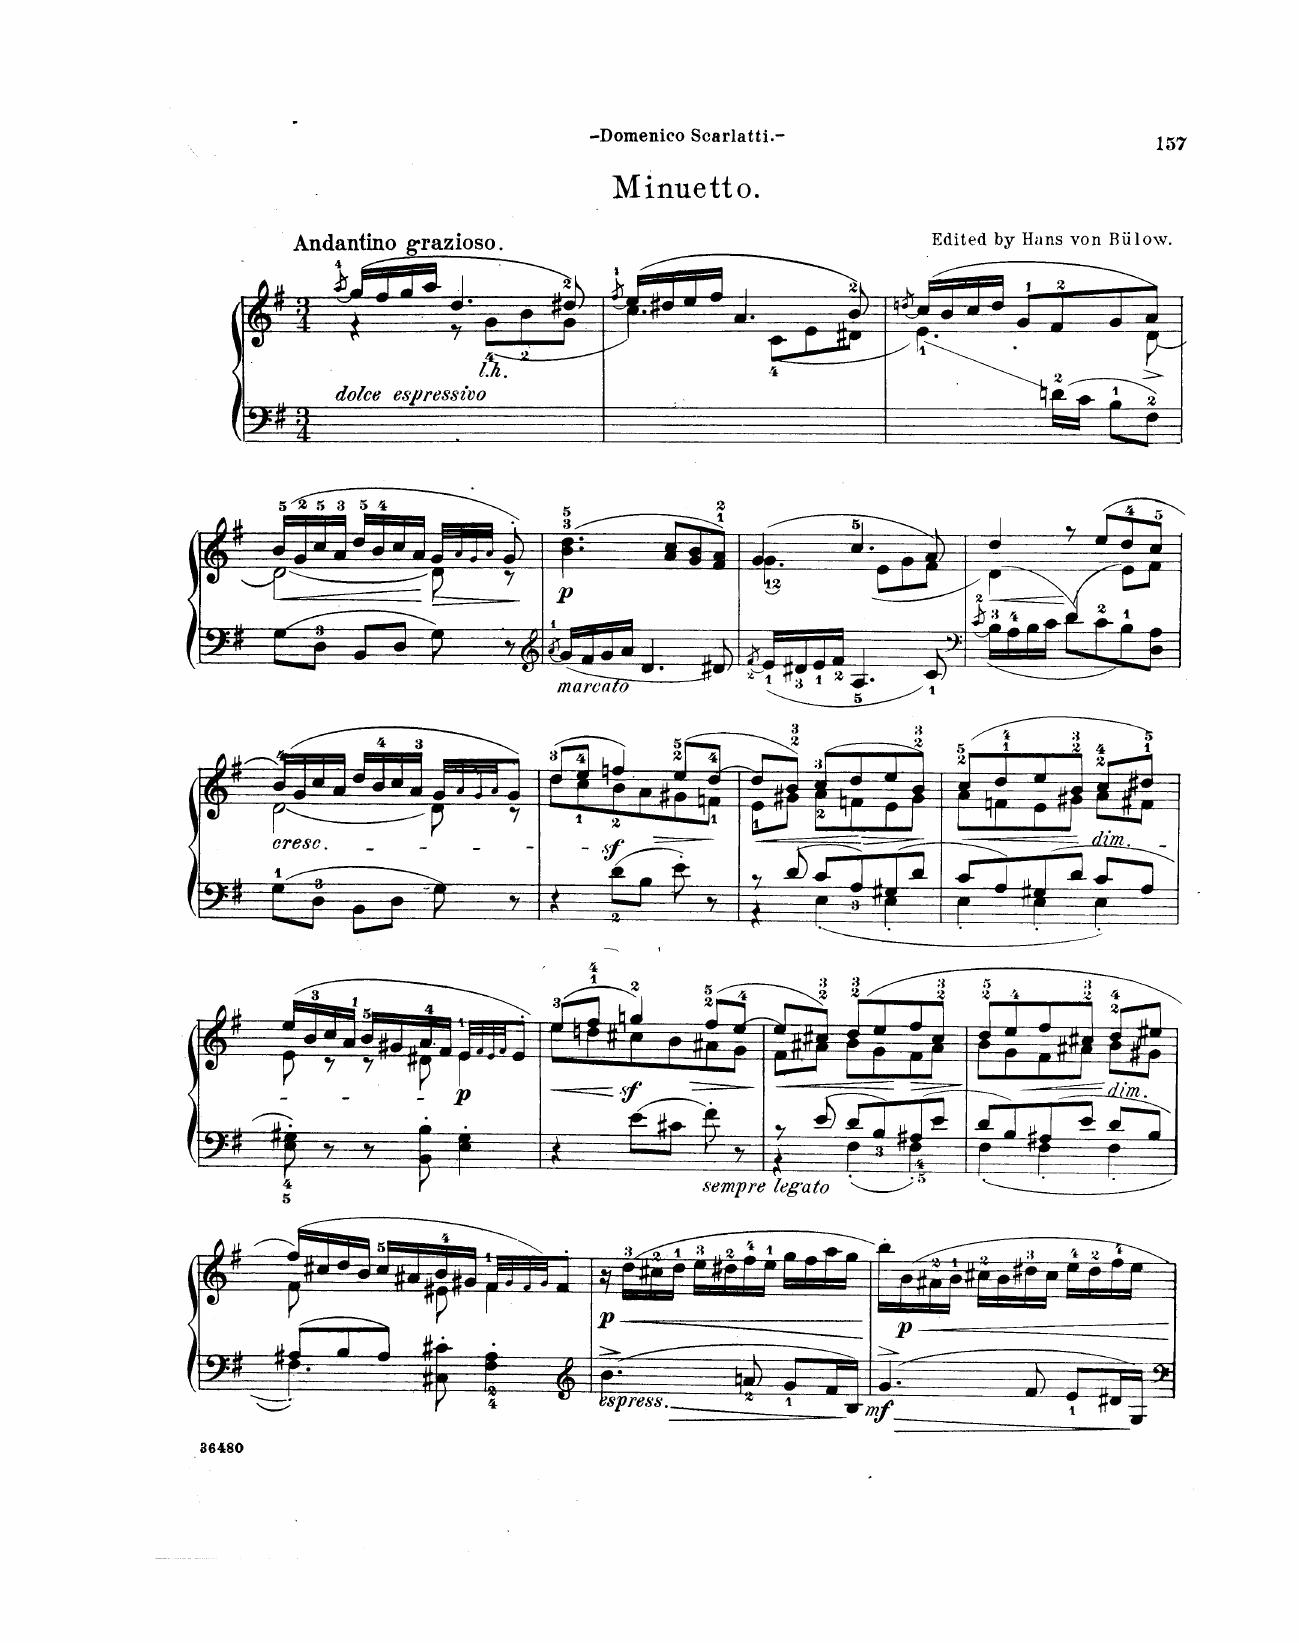 -Domenico Scarlatti.-
157
Minuetto.
Andantino grazioso.
Edited by Hans von Bülow.
l.h.
dolce espressivo
p
marcato
cresc.
sf
dim.
p
sf
dim.
sempre legato
p
p
espress.
mf
36480